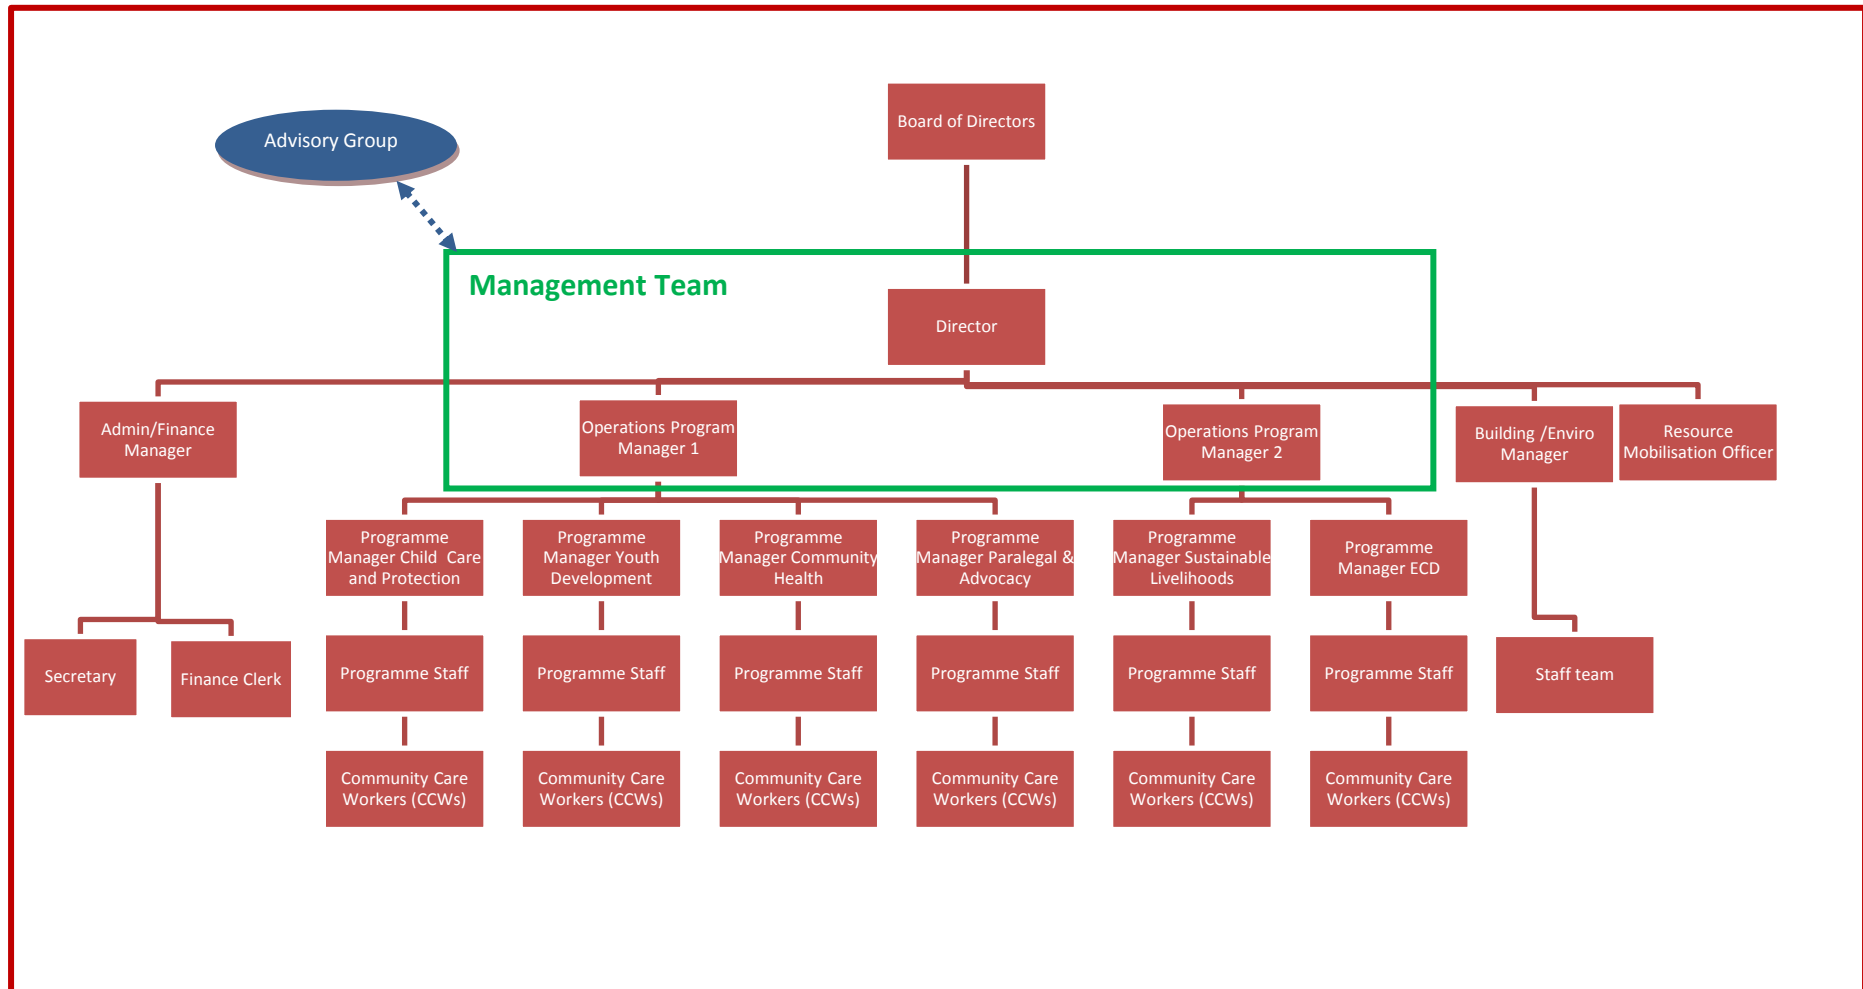 Board of Directors
Advisory Group
Management Team
Director
Admin/Finance
Manager
Operations Program
Manager 1
Operations Program
Manager 2
Building /Enviro
Manager
Resource
Mobilisation Officer
Programme
Manager Child  Care
and Protection
Programme
Manager Youth
Development
Programme
Manager Community
Health
Programme
Manager Paralegal &
Advocacy
Programme
Manager Sustainable
Livelihoods
Programme
Manager ECD
Secretary
Finance Clerk
Programme Staff
Programme Staff
Programme Staff
Programme Staff
Programme Staff
Programme Staff
Staff team
Community Care
Workers (CCWs)
Community Care
Workers (CCWs)
Community Care
Workers (CCWs)
Community Care
Workers (CCWs)
Community Care
Workers (CCWs)
Community Care
Workers (CCWs)